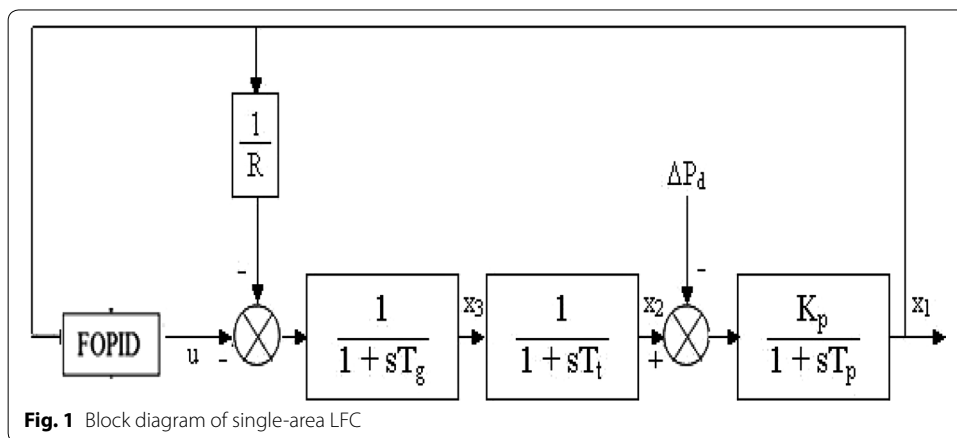 1
R
ΔP_d
-
-
FOPID
u
-
1
1 + sT_g
x_3
1
1 + sT_t
x_2
+
K_p
1 + sT_p
x_1
Fig. 1 Block diagram of single-area LFC